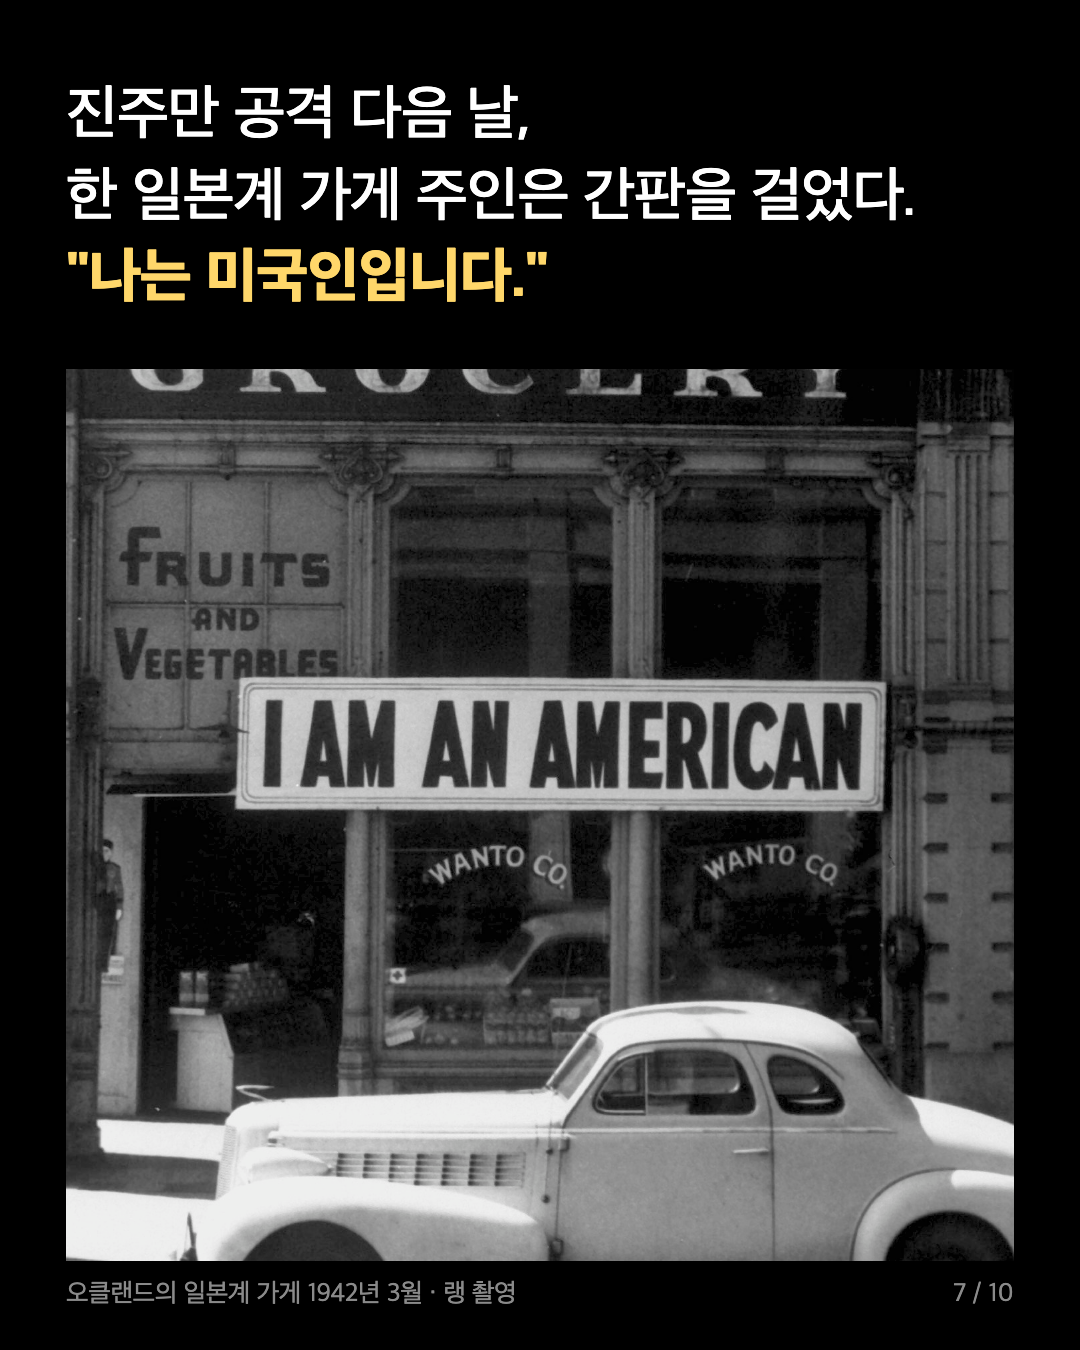 진주만 공격 다음 날,
한 일본계 가게 주인은 간판을 걸었다.
"나는 미국인입니다."
GROCERY
FRUITS
AND
VEGETABLES
I AM AN AMERICAN
WANTO CO.
WANTO CO.
오클랜드의 일본계 가게 1942년 3월 · 랭 촬영
7 / 10